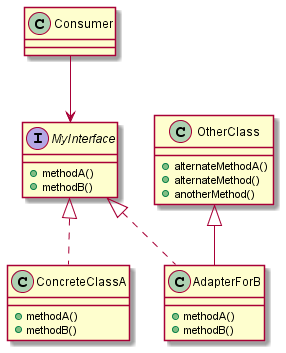 C Consumer
I MyInterface
methodA()
methodB()
C OtherClass
alternateMethodA()
alternateMethod()
anotherMethod()
C ConcreteClassA
methodA()
methodB()
C AdapterForB
methodA()
methodB()